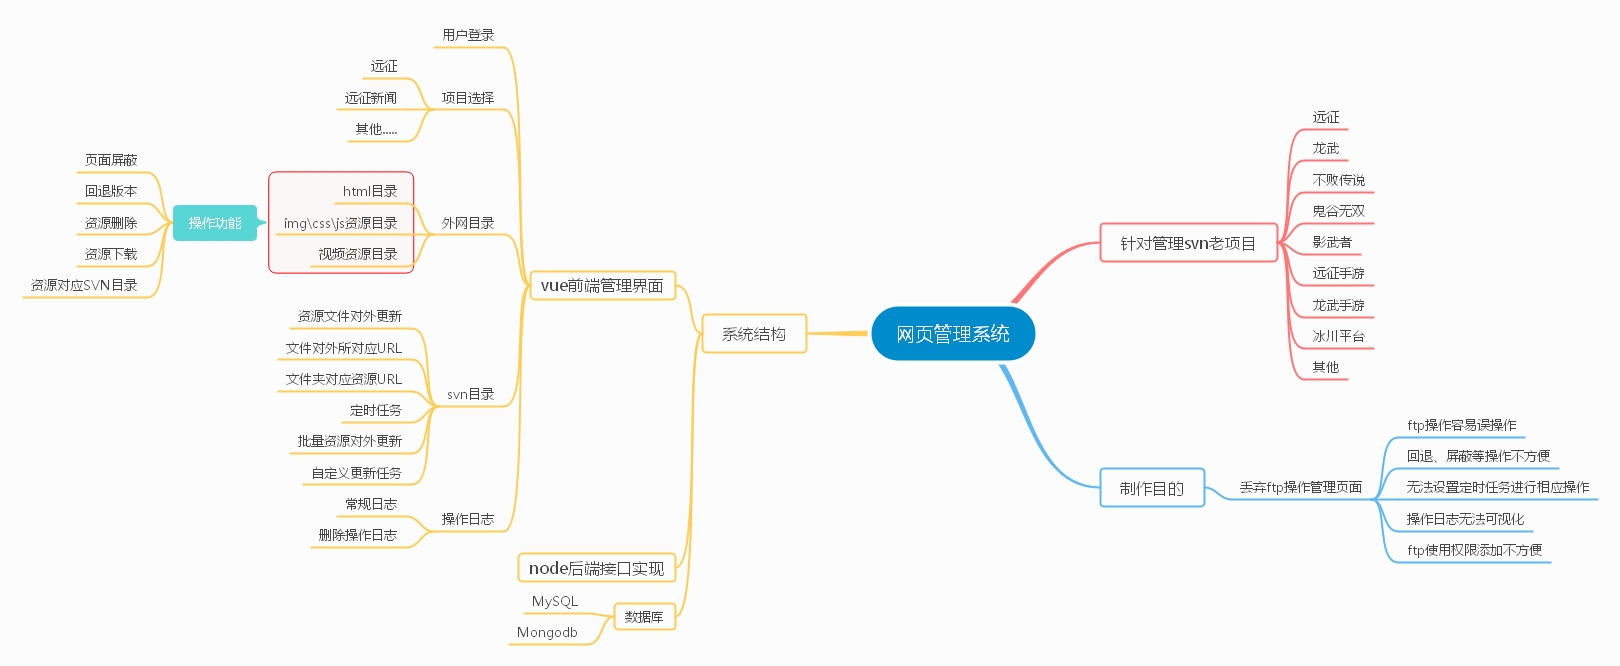 网页管理系统
针对管理svn老项目
远征
龙武
不败传说
鬼谷无双
影武者
远征手游
龙武手游
冰川平台
其他
制作目的
丢弃ftp操作管理页面
ftp操作容易误操作
回退、屏蔽等操作不方便
无法设置定时任务进行相应操作
操作日志无法可视化
ftp使用权限添加不方便
系统结构
vue前端管理界面
用户登录
项目选择
远征
远征新闻
其他.....
外网目录
html目录
img\css\js资源目录
视频资源目录
操作功能
页面屏蔽
回退版本
资源删除
资源下载
资源对应SVN目录
svn目录
资源文件对外更新
文件对外所对应URL
文件夹对应资源URL
定时任务
批量资源对外更新
自定义更新任务
操作日志
常规日志
删除操作日志
node后端接口实现
数据库
MySQL
Mongodb